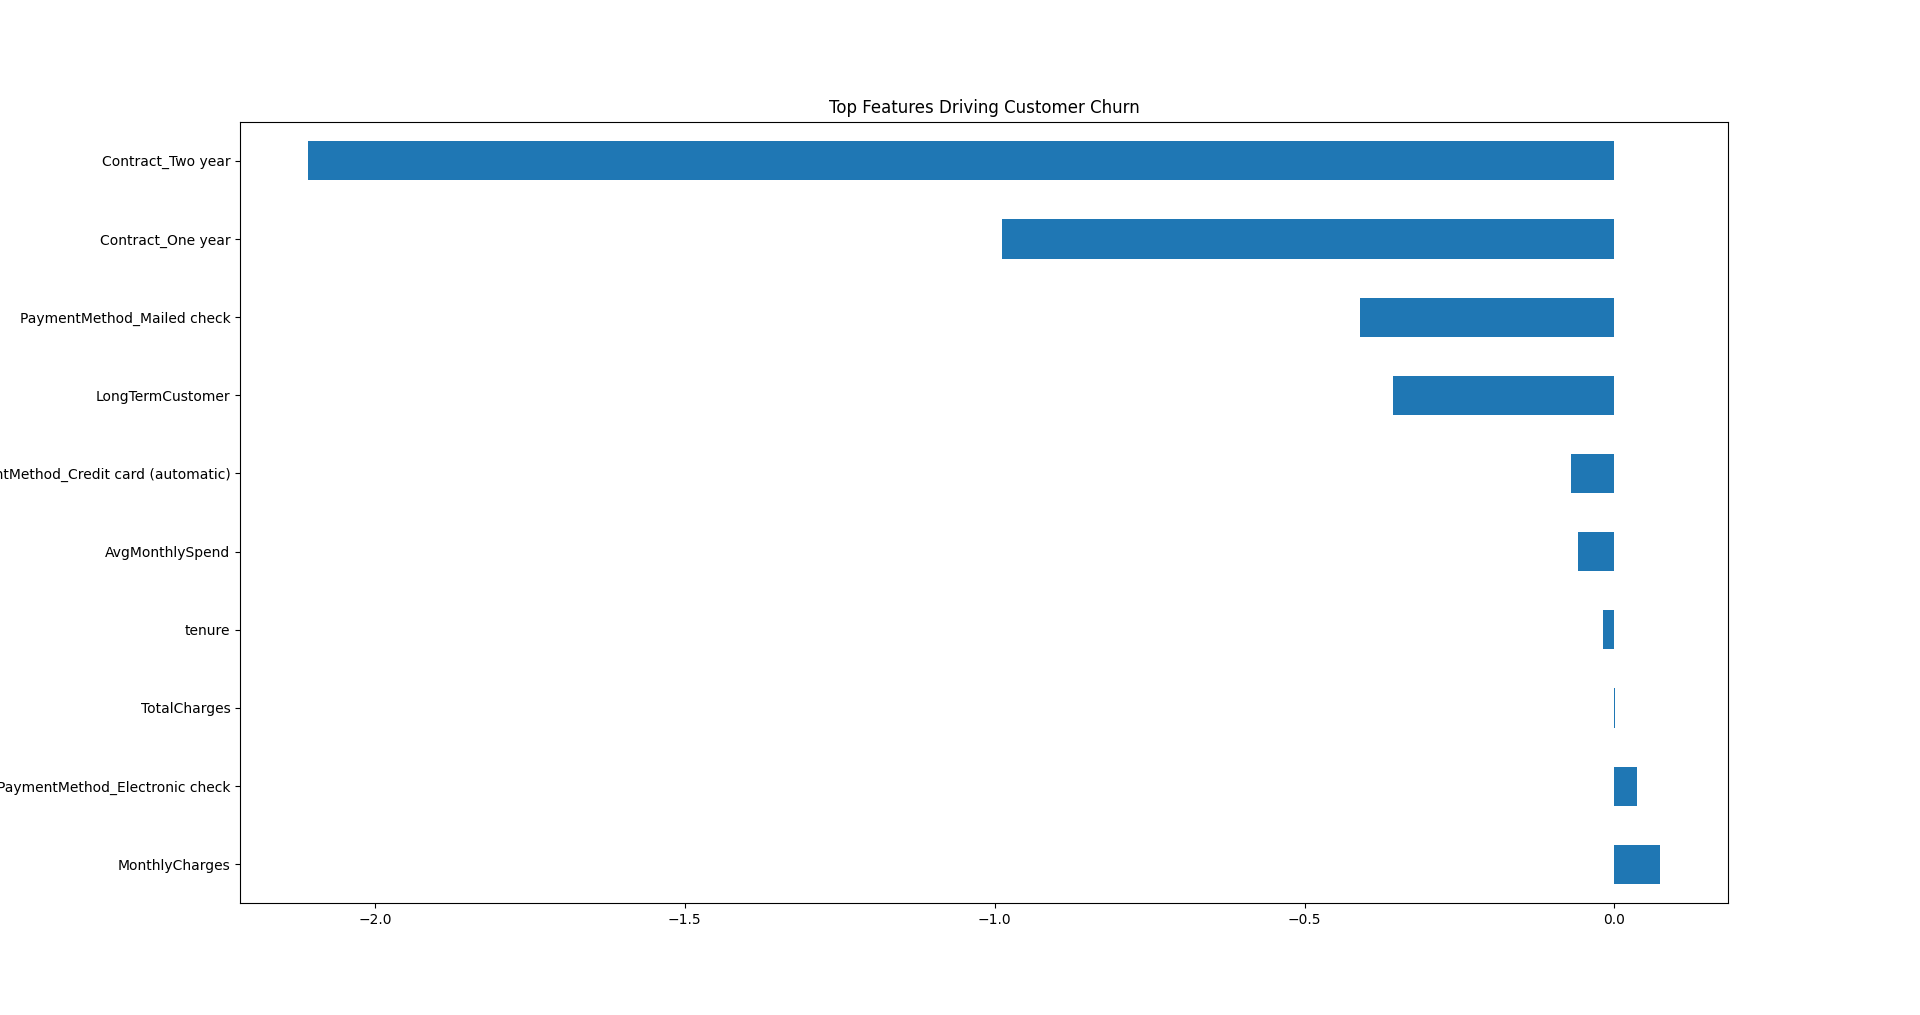 Top Features Driving Customer Churn
Contract_Two year
Contract_One year
PaymentMethod_Mailed check
LongTermCustomer
ntMethod_Credit card (automatic)
AvgMonthlySpend
tenure
TotalCharges
PaymentMethod_Electronic check
MonthlyCharges
−2.0 −1.5 −1.0 −0.5 0.0